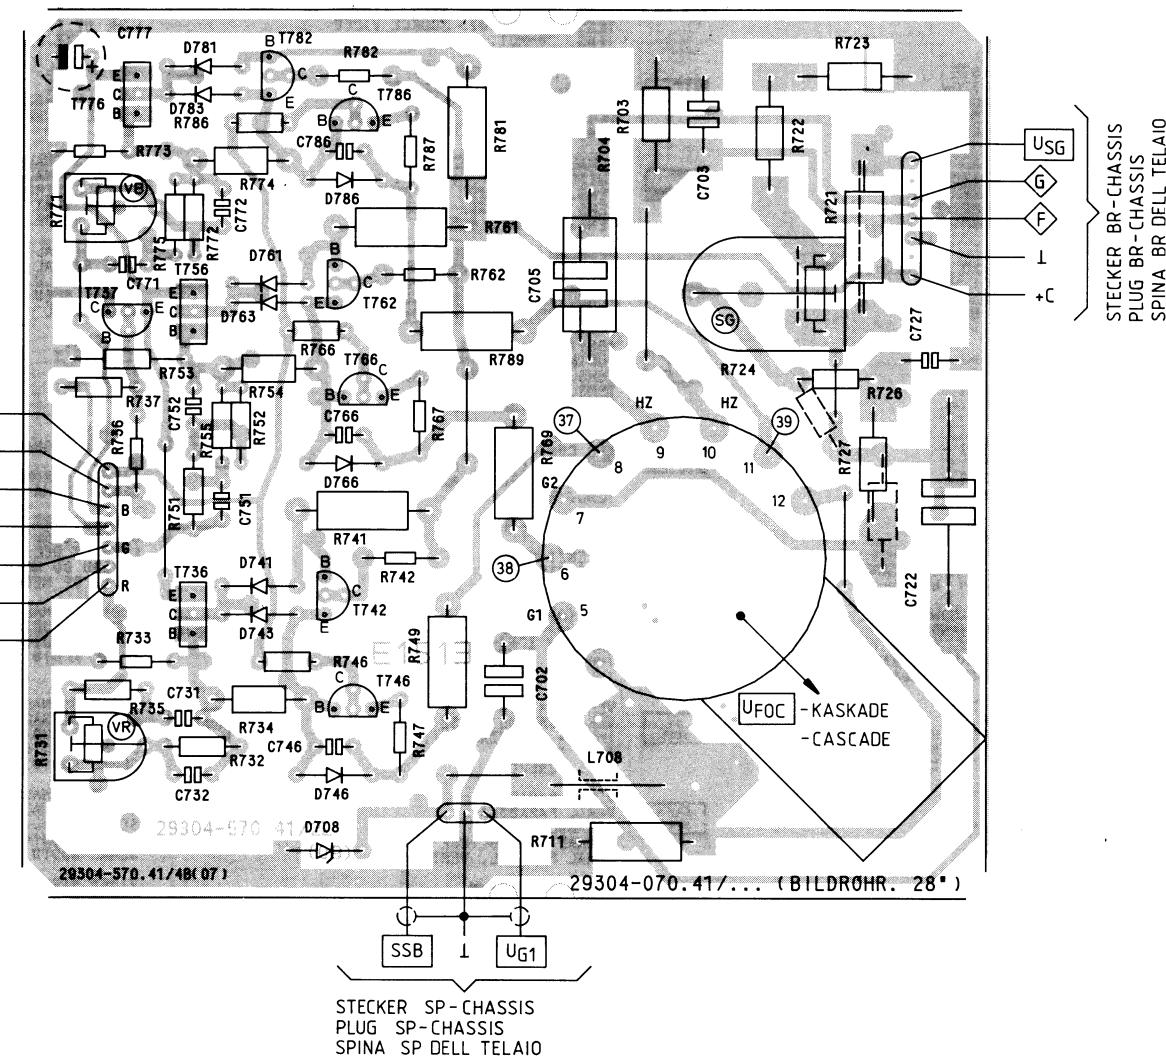 C777
D781
B
T782
R782
R723
E
C
B
T776
D783
R786
C
E
T786
B
E
C786
R787
R781
R703
R704
C703
R722
R773
R774
D786
USG
G
F
⊥
+C
STECKER BR-CHASSIS
PLUG BR-CHASSIS
SPINA BR DELL TELAIO
R771
VB
R775
R772
C772
R761
R721
C771
T756
D761
B
C
E
T762
R762
C705
T737
C
E
B
E
C
B
D763
R766
R789
SG
C727
R753
R754
T766
C
B
E
R724
R737
C752
R755
R752
C766
R767
R726
HZ
HZ
37
39
R736
R769
8
9
10
11
R727
D766
G2
7
12
R751
C751
B
R741
G
R
T736
E
C
B
D741
D743
B
C
E
T742
R742
38
6
G1
5
C722
R733
E1513
R746
R749
C702
R735
C731
R734
C
T746
B
E
UFOC -KASKADE
-CASCADE
R731
VR
R732
C746
R747
C732
D746
L708
29304-570 41/
D708
R711
29304-570.41/48(07)
29304-070.41/... (BILDRÖHR. 28")
SSB
⊥
UG1
STECKER SP-CHASSIS
PLUG SP-CHASSIS
SPINA SP DELL TELAIO